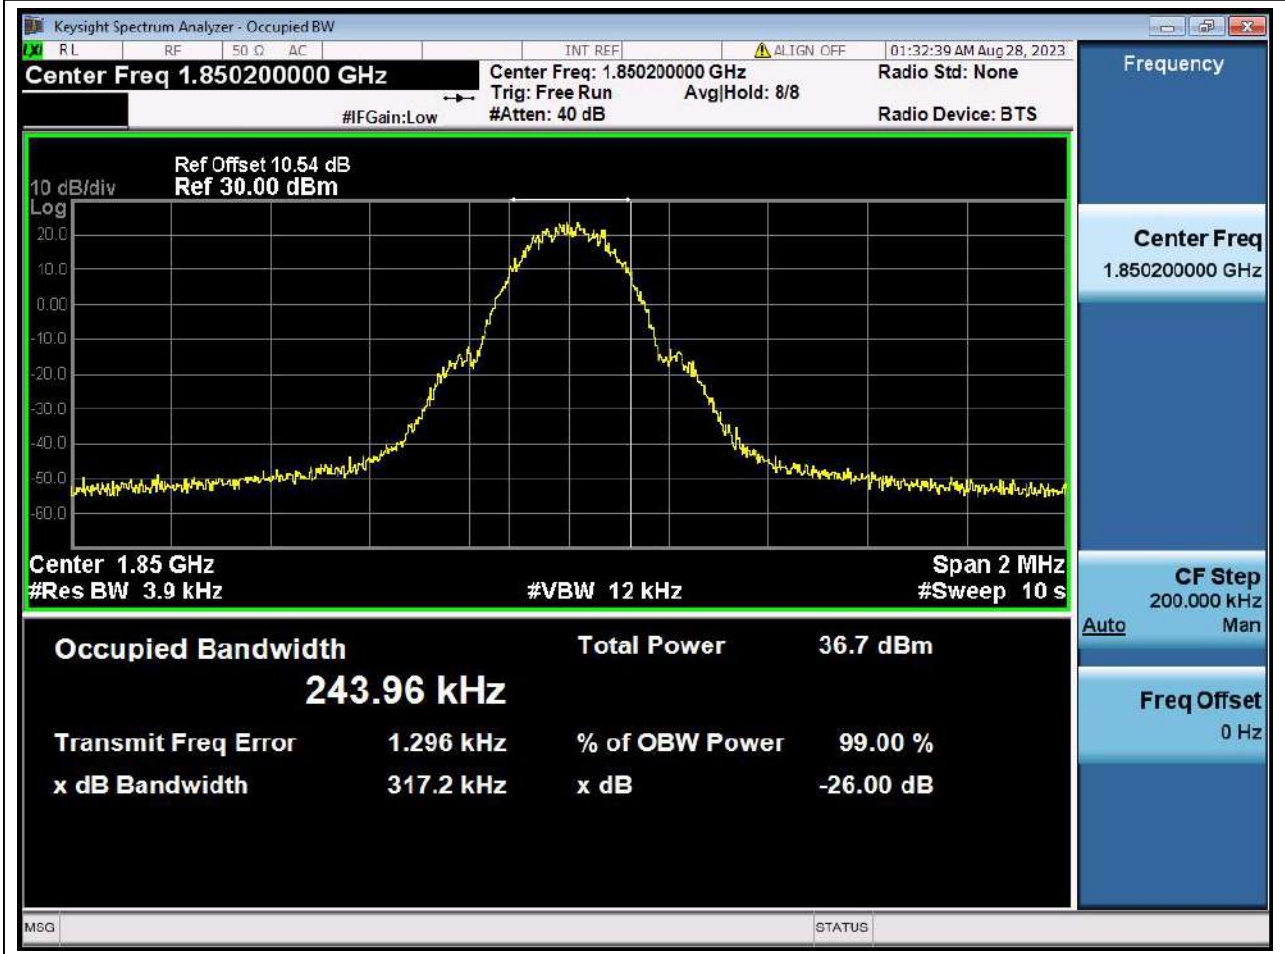 Keysight Spectrum Analyzer - Occupied BW
LXI RL RF 50 Ω AC INT REF ALIGN OFF 01:32:39 AM Aug 28, 2023
Center Freq 1.850200000 GHz
Center Freq: 1.850200000 GHz
Radio Std: None
Trig: Free Run Avg|Hold: 8/8
#IFGain:Low #Atten: 40 dB Radio Device: BTS
Frequency
Ref Offset 10.54 dB
10 dB/div Ref 30.00 dBm
Log
20.0
10.0
0.00
-10.0
-20.0
-30.0
-40.0
-50.0
-60.0
Center 1.85 GHz Span 2 MHz
#Res BW 3.9 kHz #VBW 12 kHz #Sweep 10 s
Center Freq
1.850200000 GHz
CF Step
200.000 kHz
Auto Man
Freq Offset
0 Hz
Occupied Bandwidth Total Power 36.7 dBm
243.96 kHz
Transmit Freq Error 1.296 kHz % of OBW Power 99.00 %
x dB Bandwidth 317.2 kHz x dB -26.00 dB
MSG STATUS